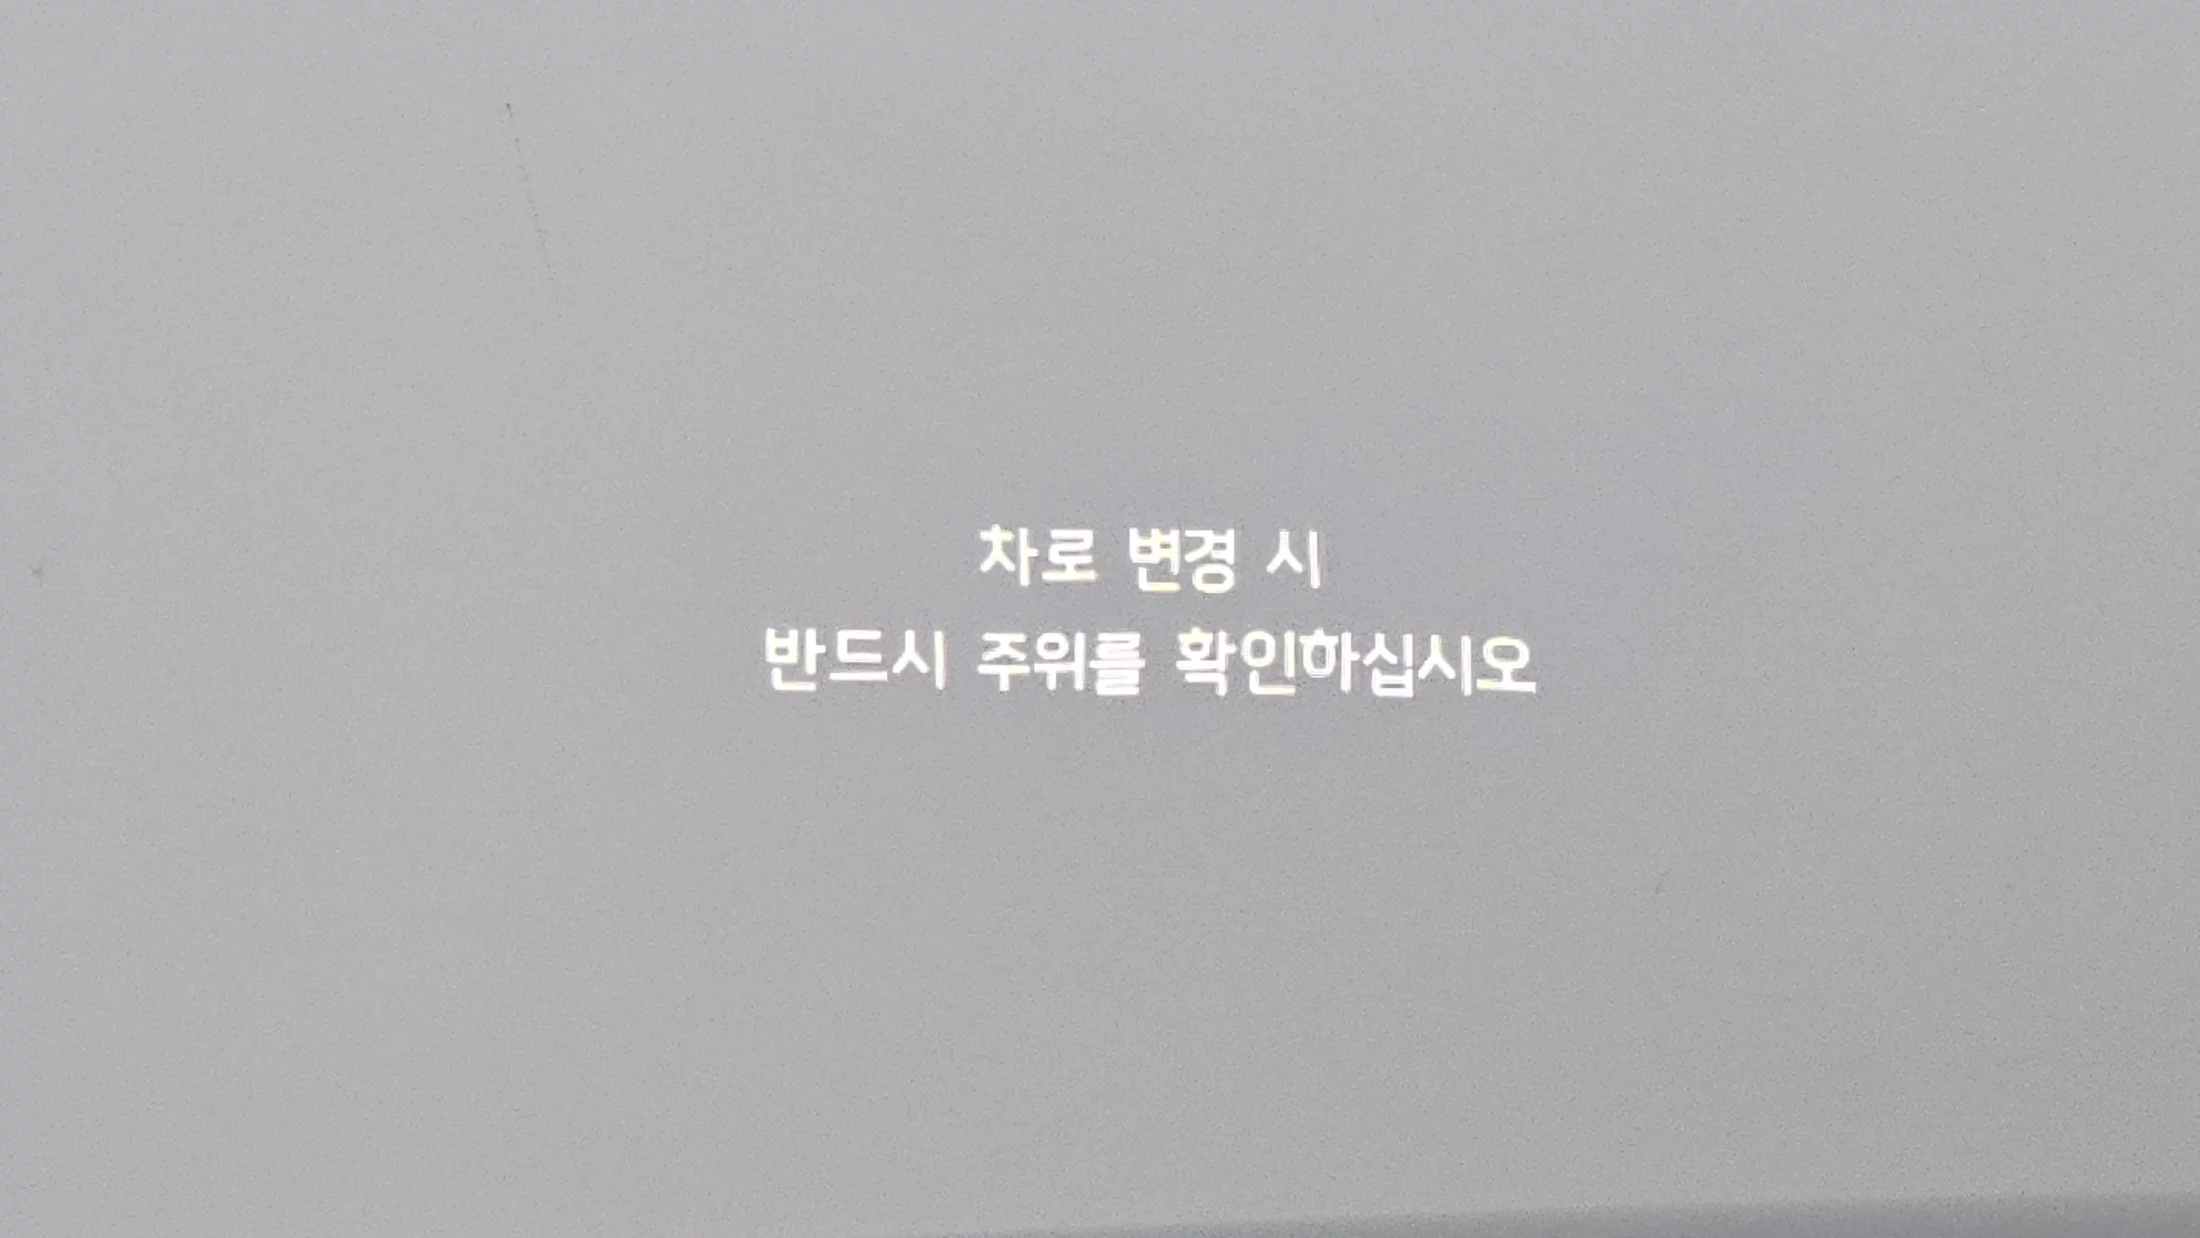 차로 변경 시
반드시 주위를 확인하십시오